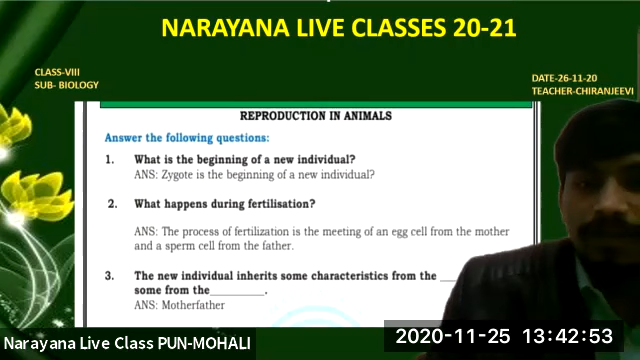 NARAYANA LIVE CLASSES 20-21
CLASS-VIII
SUB- BIOLOGY
DATE-26-11-20
TEACHER-CHIRANJEEVI
REPRODUCTION IN ANIMALS
Answer the following questions:
1. What is the beginning of a new individual?
ANS: Zygote is the beginning of a new individual?
2. What happens during fertilisation?
ANS: The process of fertilization is the meeting of an egg cell from the mother
and a sperm cell from the father.
3. The new individual inherits some characteristics from the ___
some from the__________.
ANS: Motherfather
Narayana Live Class PUN-MOHALI
2020-11-25 13:42:53